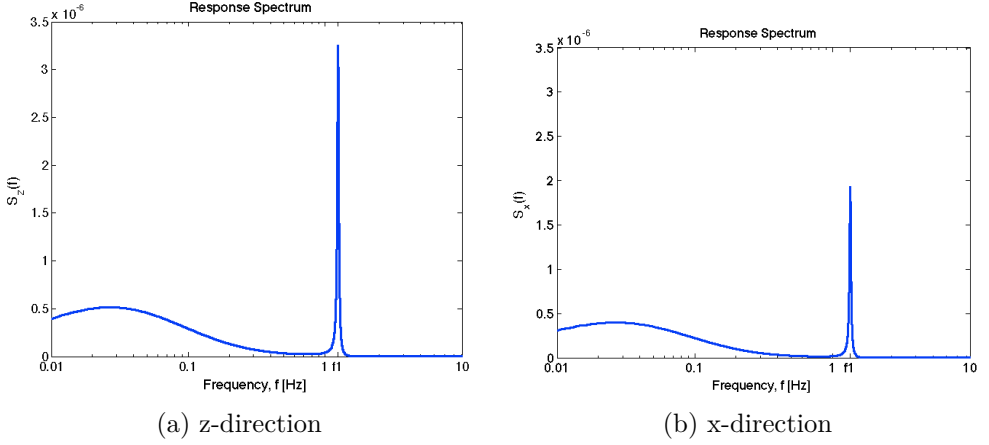 Response Spectrum
x 10^-6
3.5
3
2.5
2
1.5
1
0.5
0
S_z(f)
0.01 0.1 1 f1 10
Frequency, f [Hz]
(a) z-direction
Response Spectrum
x 10^-6
3.5
3
2.5
2
1.5
1
0.5
0
S_x(f)
0.01 0.1 1 f1 10
Frequency, f [Hz]
(b) x-direction